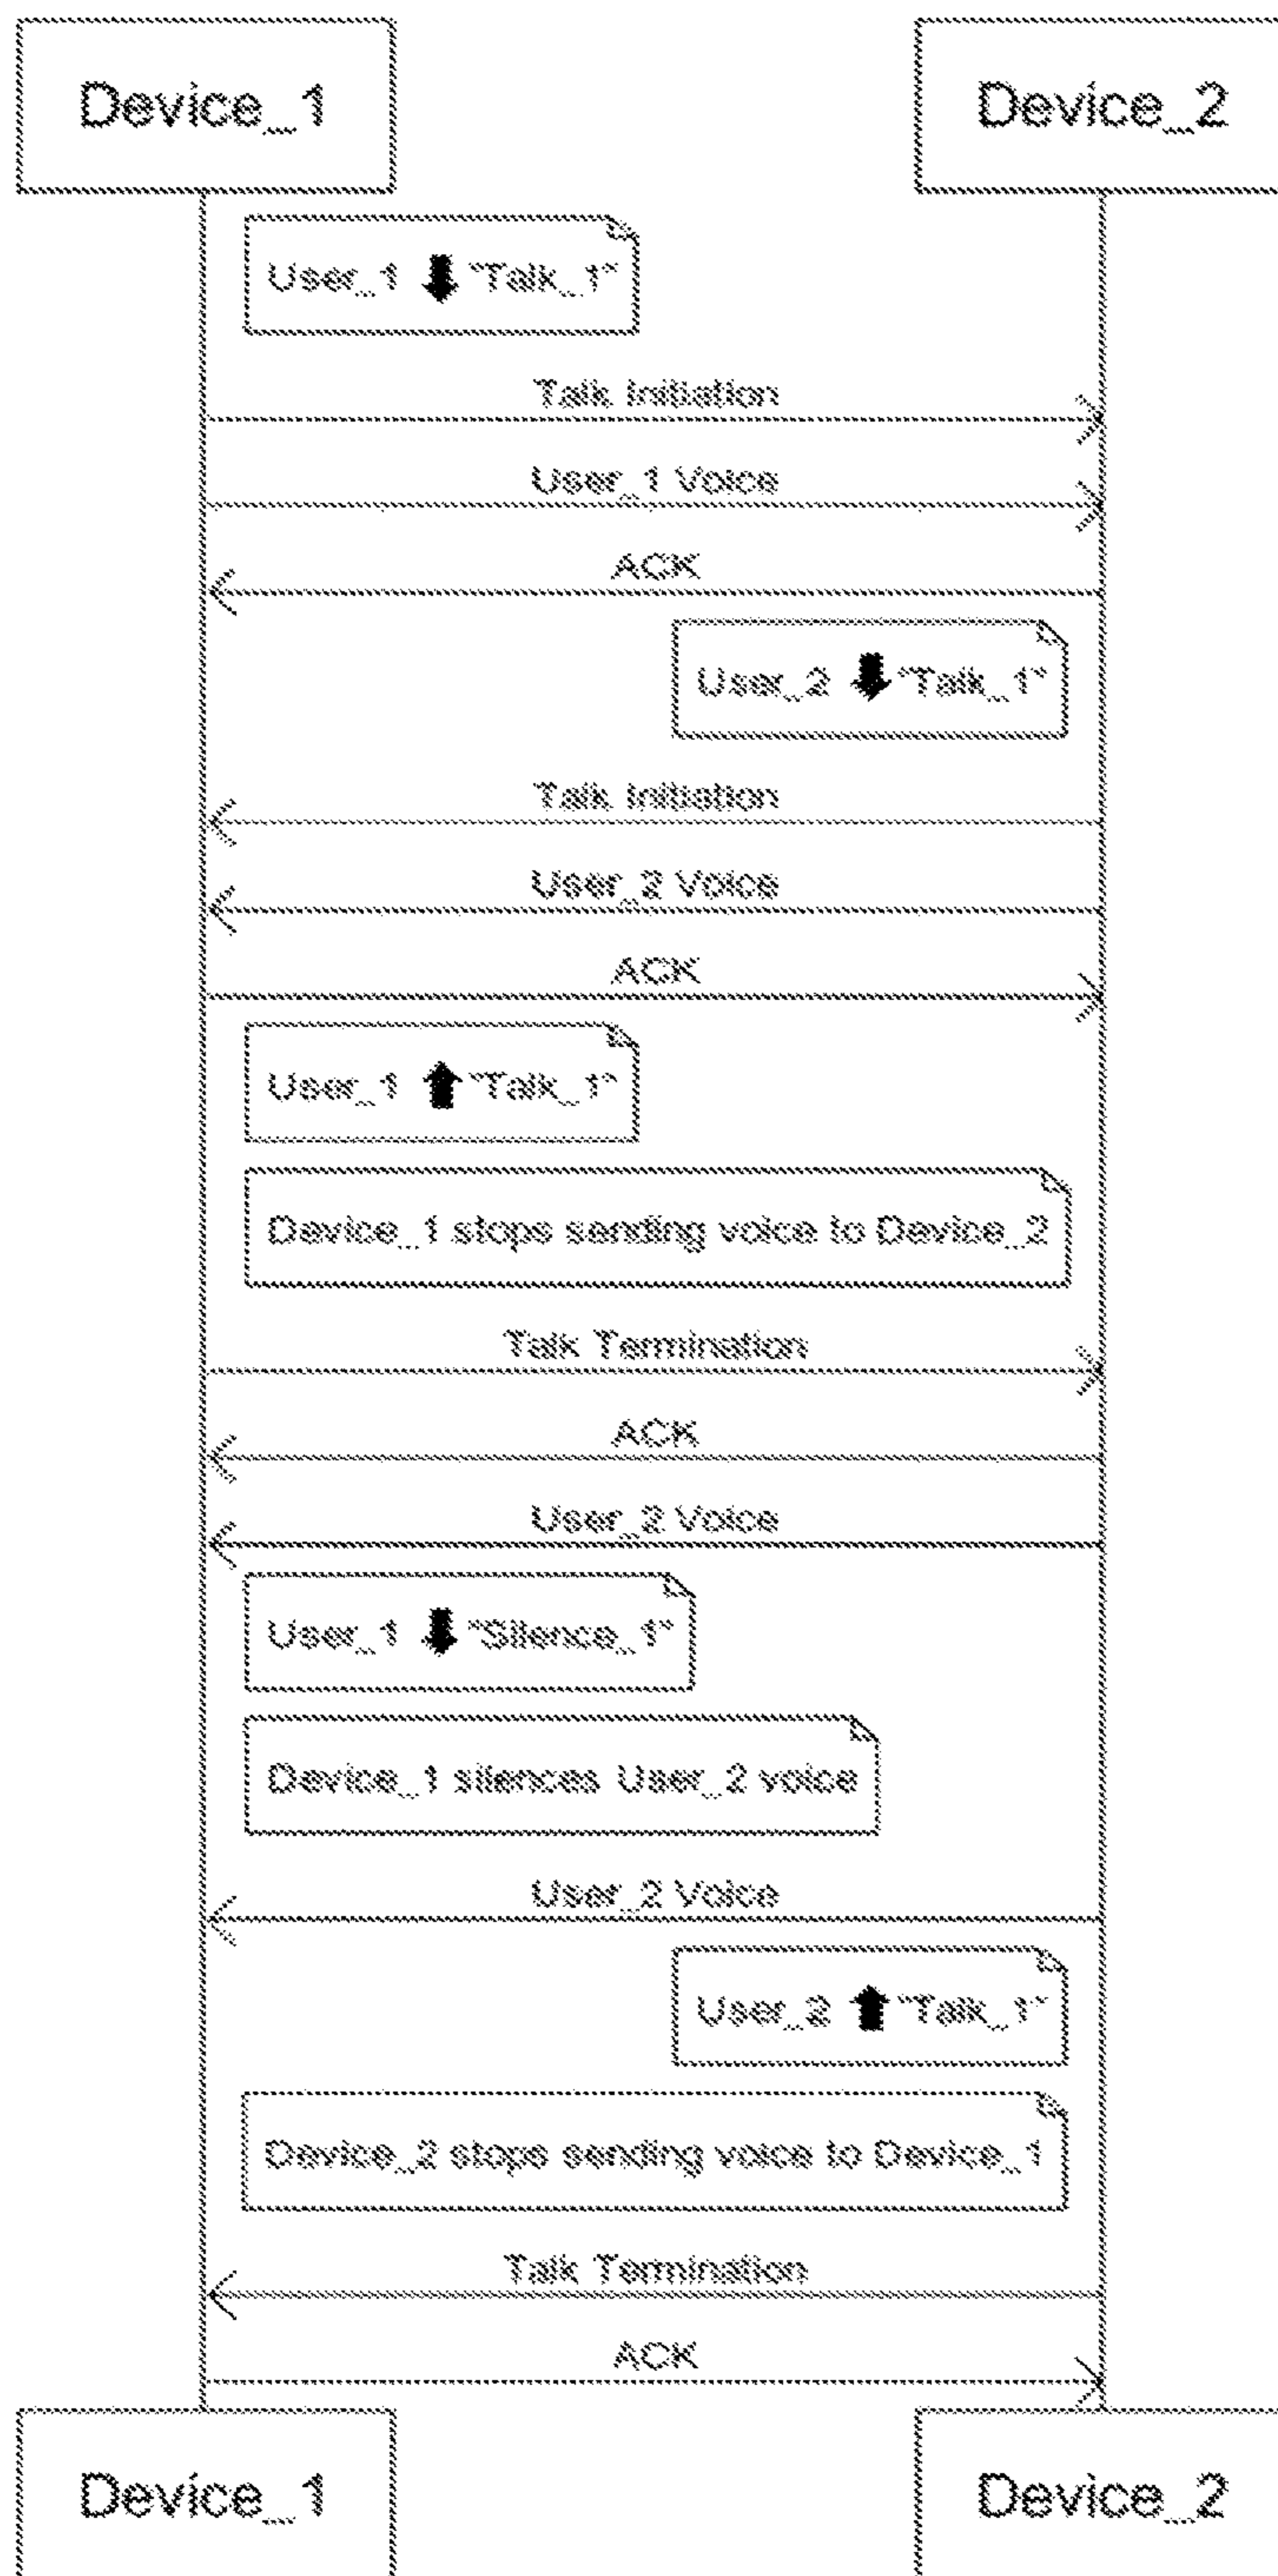 Device_1
Device_2
User_1 ⬇ "Talk_1"
Talk Initiation
User_1 Voice
ACK
User_2 ⬇ "Talk_1"
Talk Initiation
User_2 Voice
ACK
User_1 ⬆ "Talk_1"
Device_1 stops sending voice to Device_2
Talk Termination
ACK
User_2 Voice
User_1 ⬇ "Silence_1"
Device_1 silences User_2 voice
User_2 Voice
User_2 ⬆ "Talk_1"
Device_2 stops sending voice to Device_1
Talk Termination
ACK
Device_1
Device_2